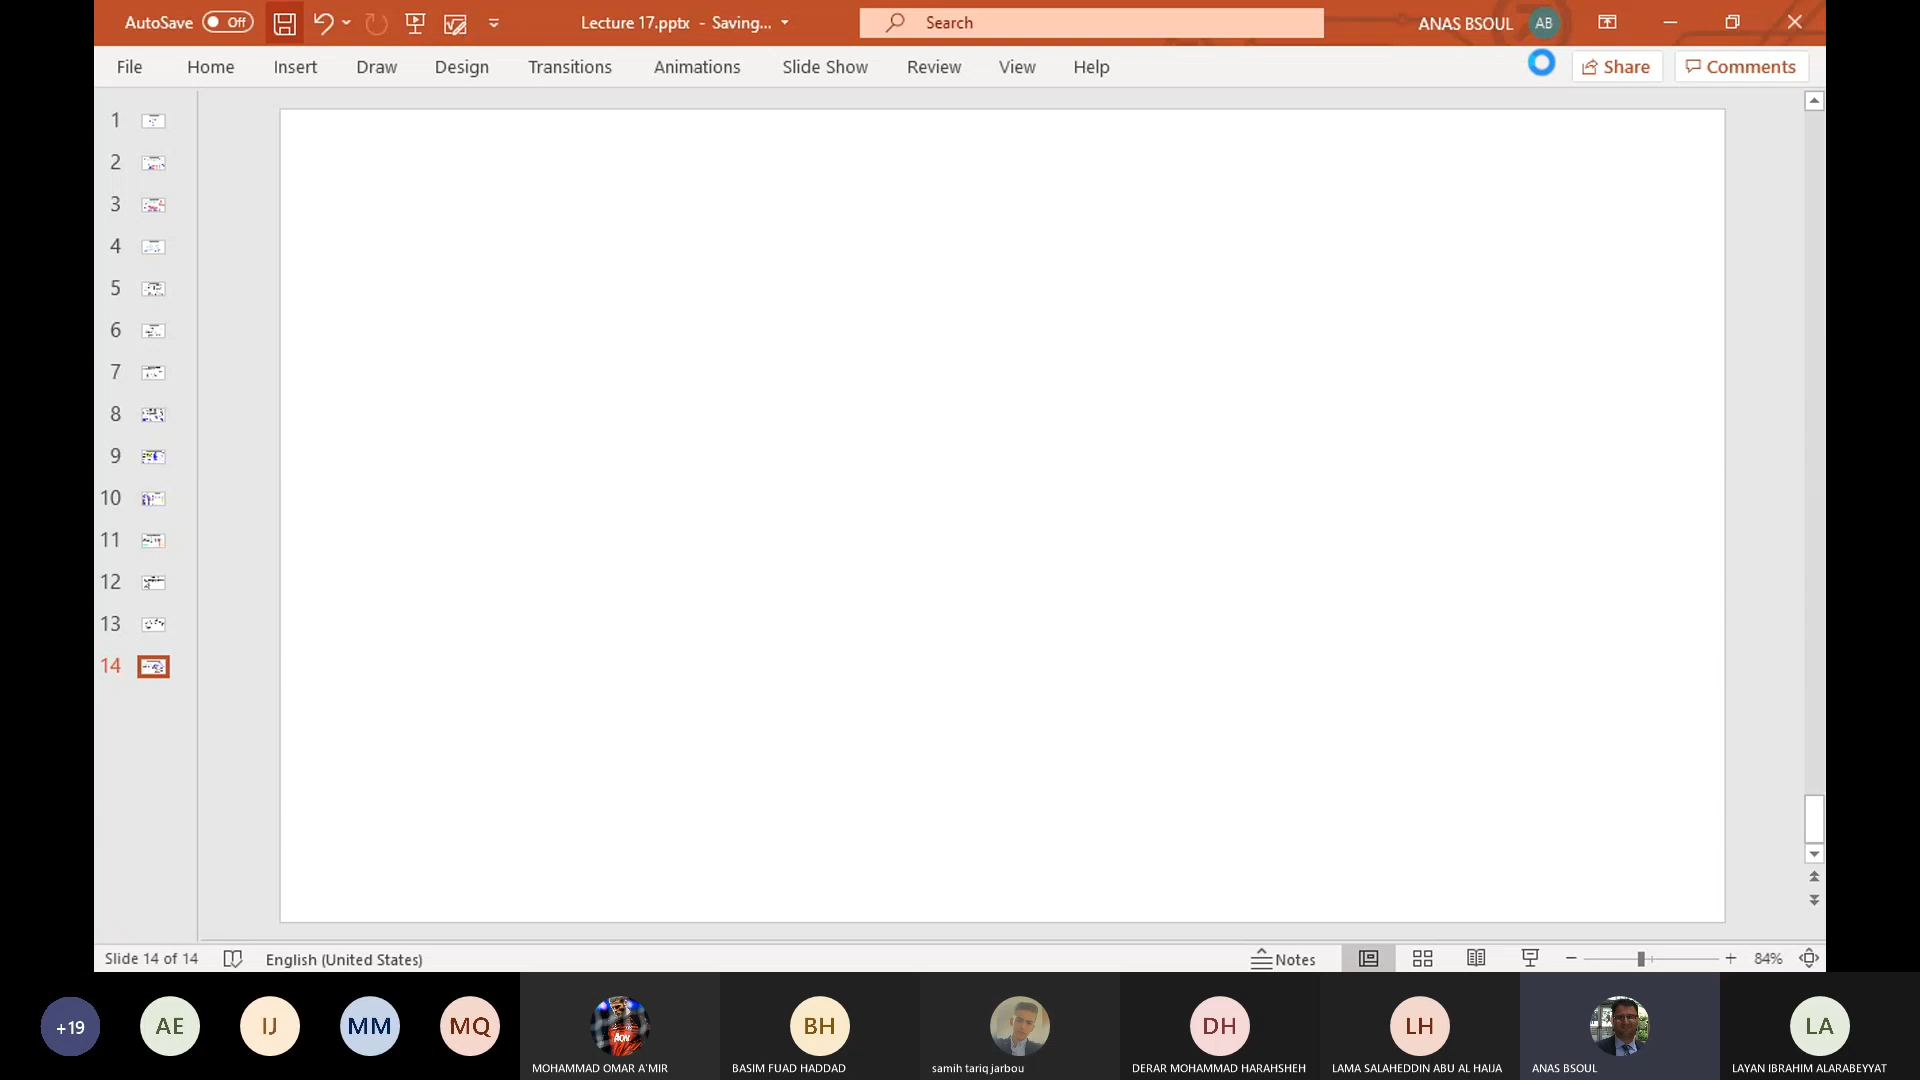 AutoSave Off
Lecture 17.pptx - Saving...
Search
ANAS BSOUL AB
File Home Insert Draw Design Transitions Animations Slide Show Review View Help
Share Comments
1
2
3
4
5
6
7
8
9
10
11
12
13
14
Slide 14 of 14 English (United States) Notes 84%
+19 AE IJ MM MQ BH DH LH LA
MOHAMMAD OMAR A'MIR BASIM FUAD HADDAD samih tariq jarbou DERAR MOHAMMAD HARAHSHEH LAMA SALAHEDDIN ABU AL HAIJA ANAS BSOUL LAYAN IBRAHIM ALARABEYYAT